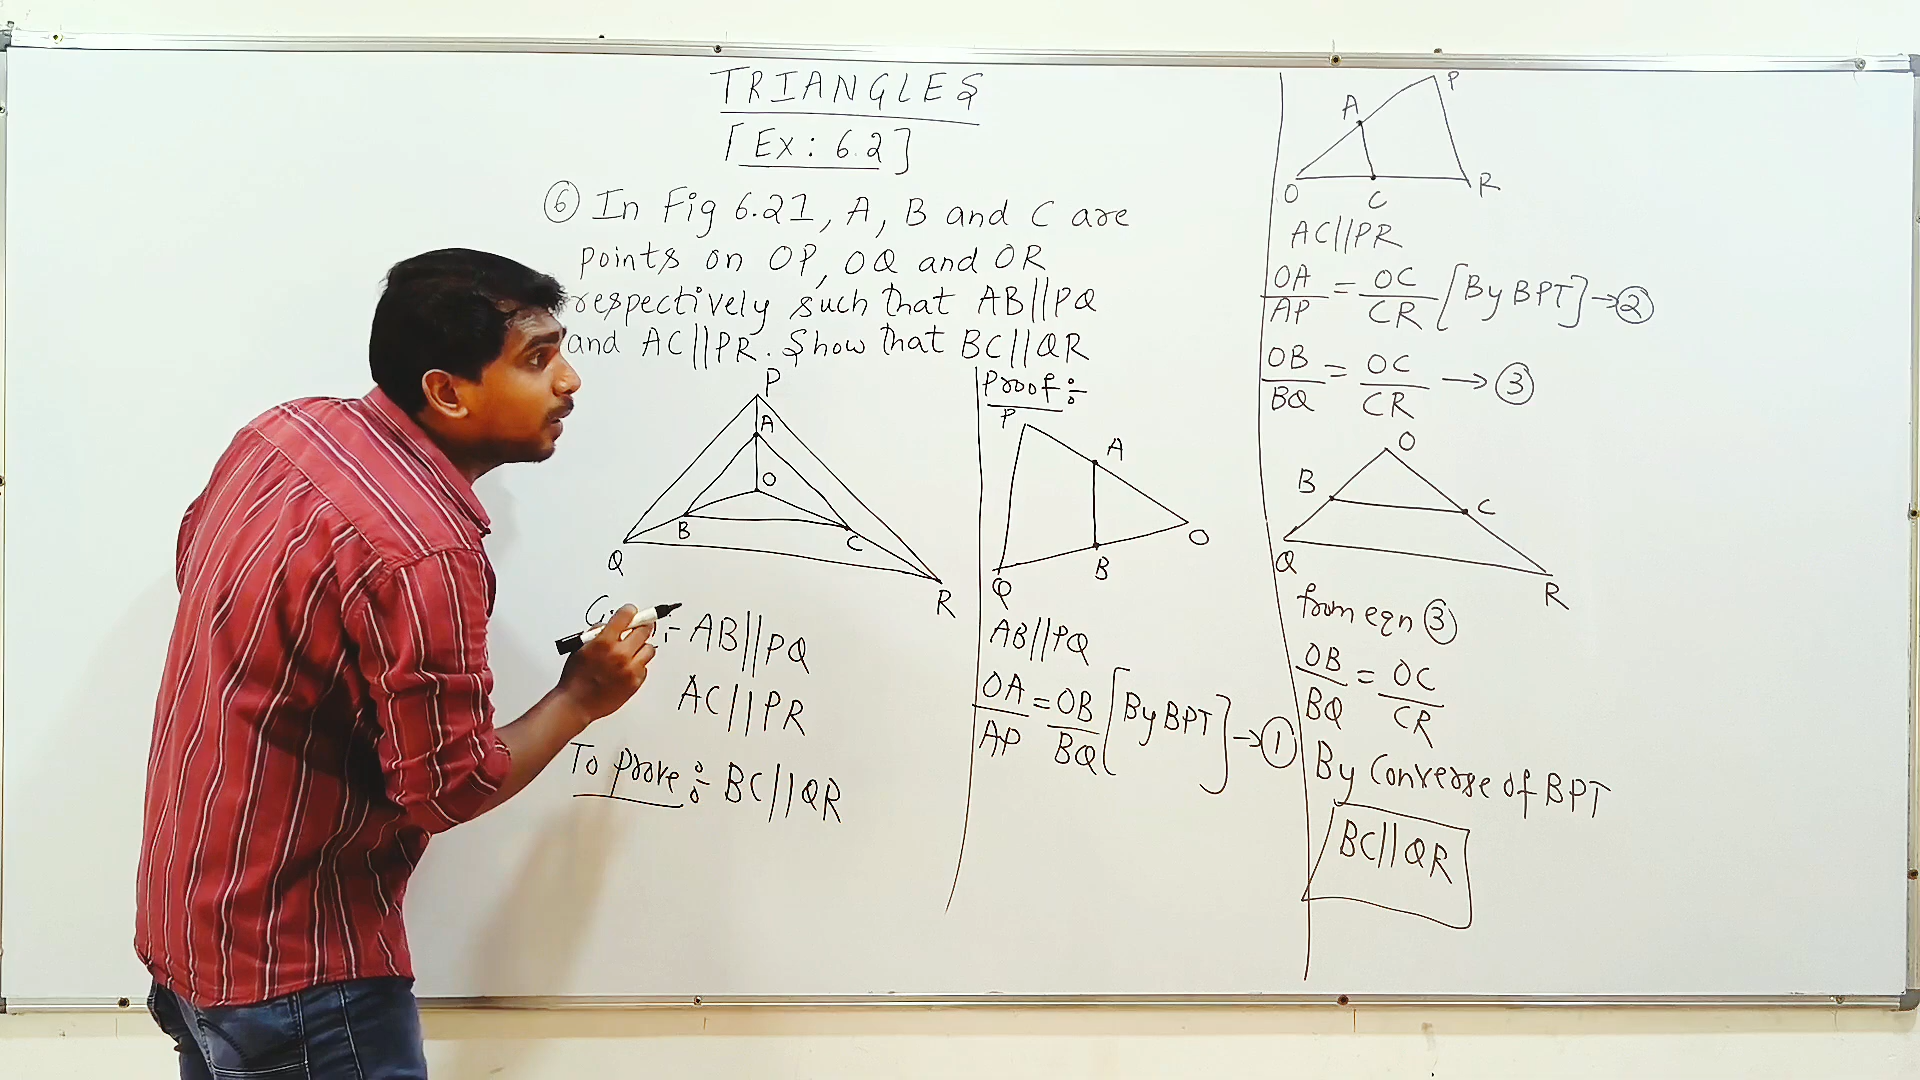 TRIANGLES
[Ex: 6.2]
⑥ In Fig 6.21, A, B and C are
points on OP, OQ and OR
respectively such that AB||PQ
and AC||PR. Show that BC||QR
P
A
O
B
C
Q
R
:- AB||PQ
AC||PR
To prove :- BC||QR
Proof :-
P
A
O
B
Q
AB||PQ
OA/AP = OB/BQ [By BPT] → ①
P
A
O
C
R
AC||PR
OA/AP = OC/CR [By BPT] → ②
OB/BQ = OC/CR → ③
O
B
C
Q
R
from eqn ③
OB/BQ = OC/CR
By Converse of BPT
BC||QR